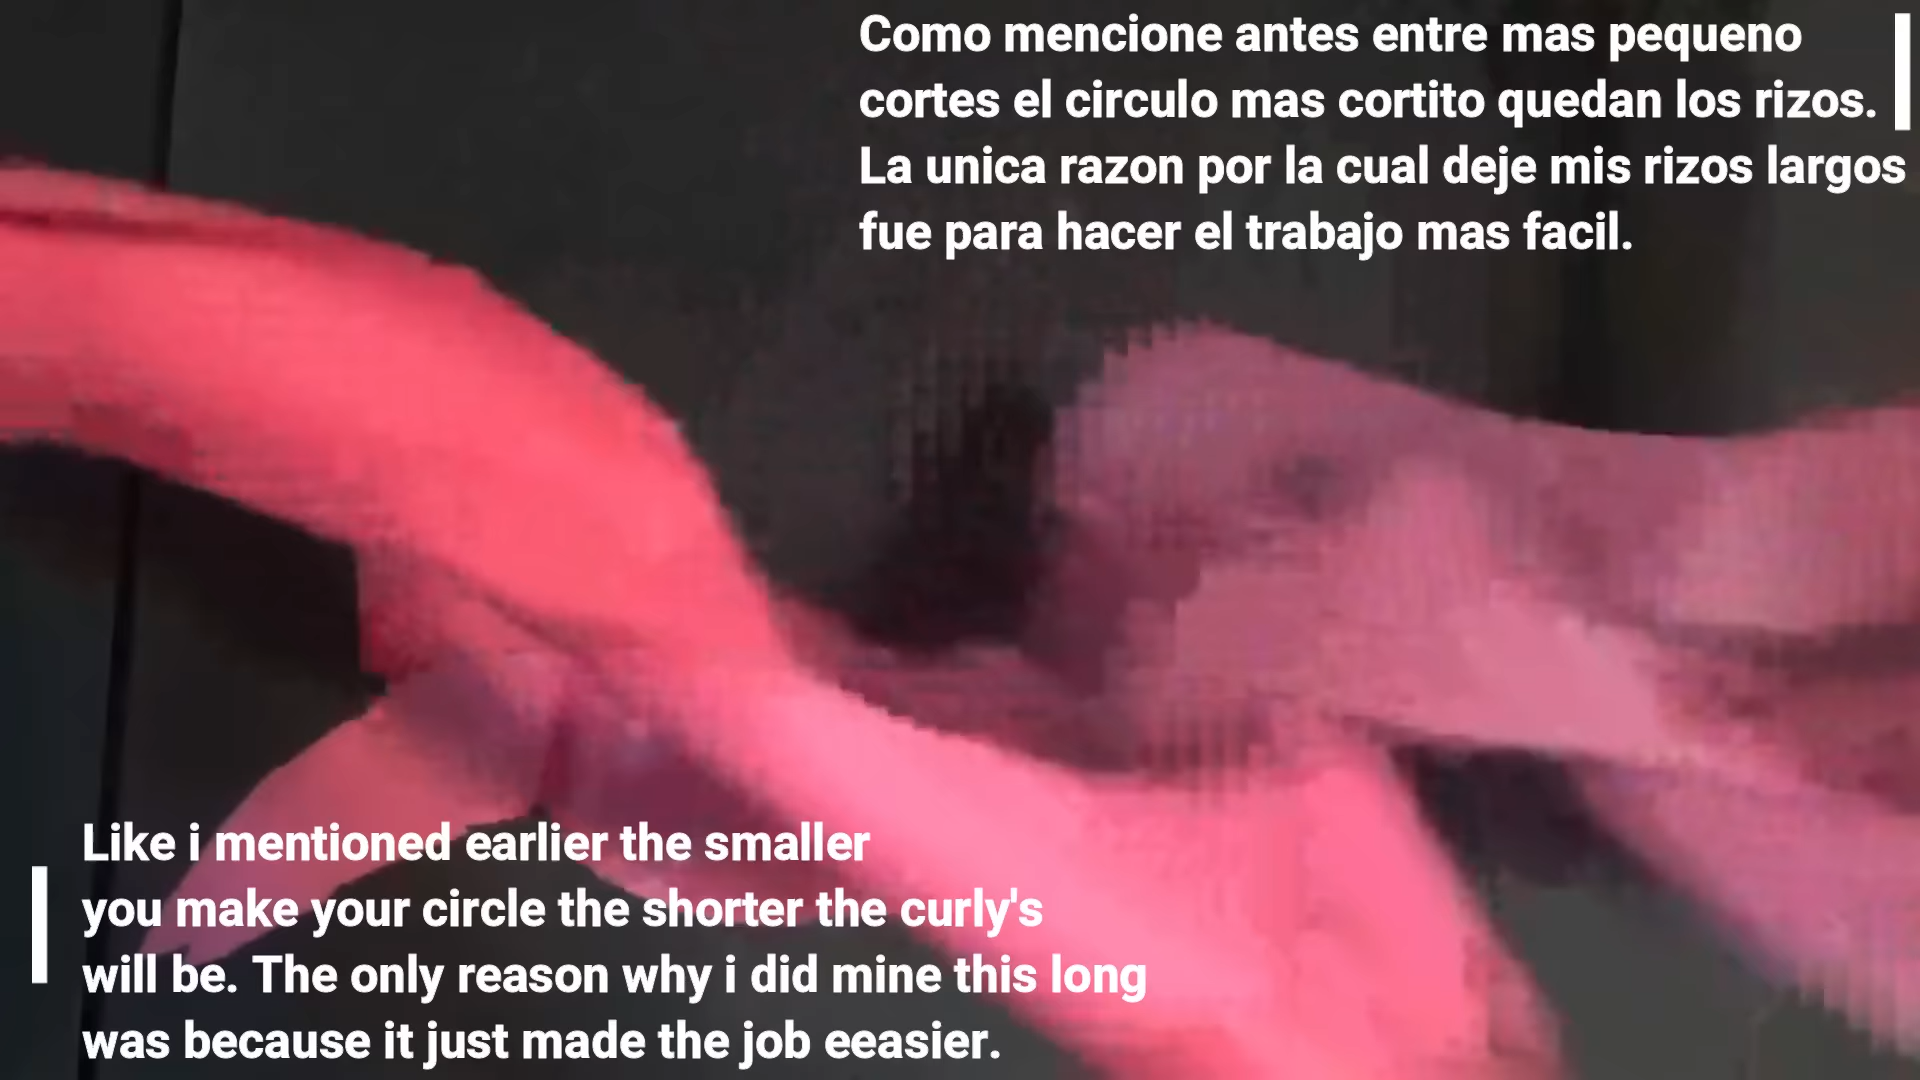 Como mencione antes entre mas pequeno
cortes el circulo mas cortito quedan los rizos.
La unica razon por la cual deje mis rizos largos
fue para hacer el trabajo mas facil.
Like i mentioned earlier the smaller
you make your circle the shorter the curly's
will be. The only reason why i did mine this long
was because it just made the job eeasier.